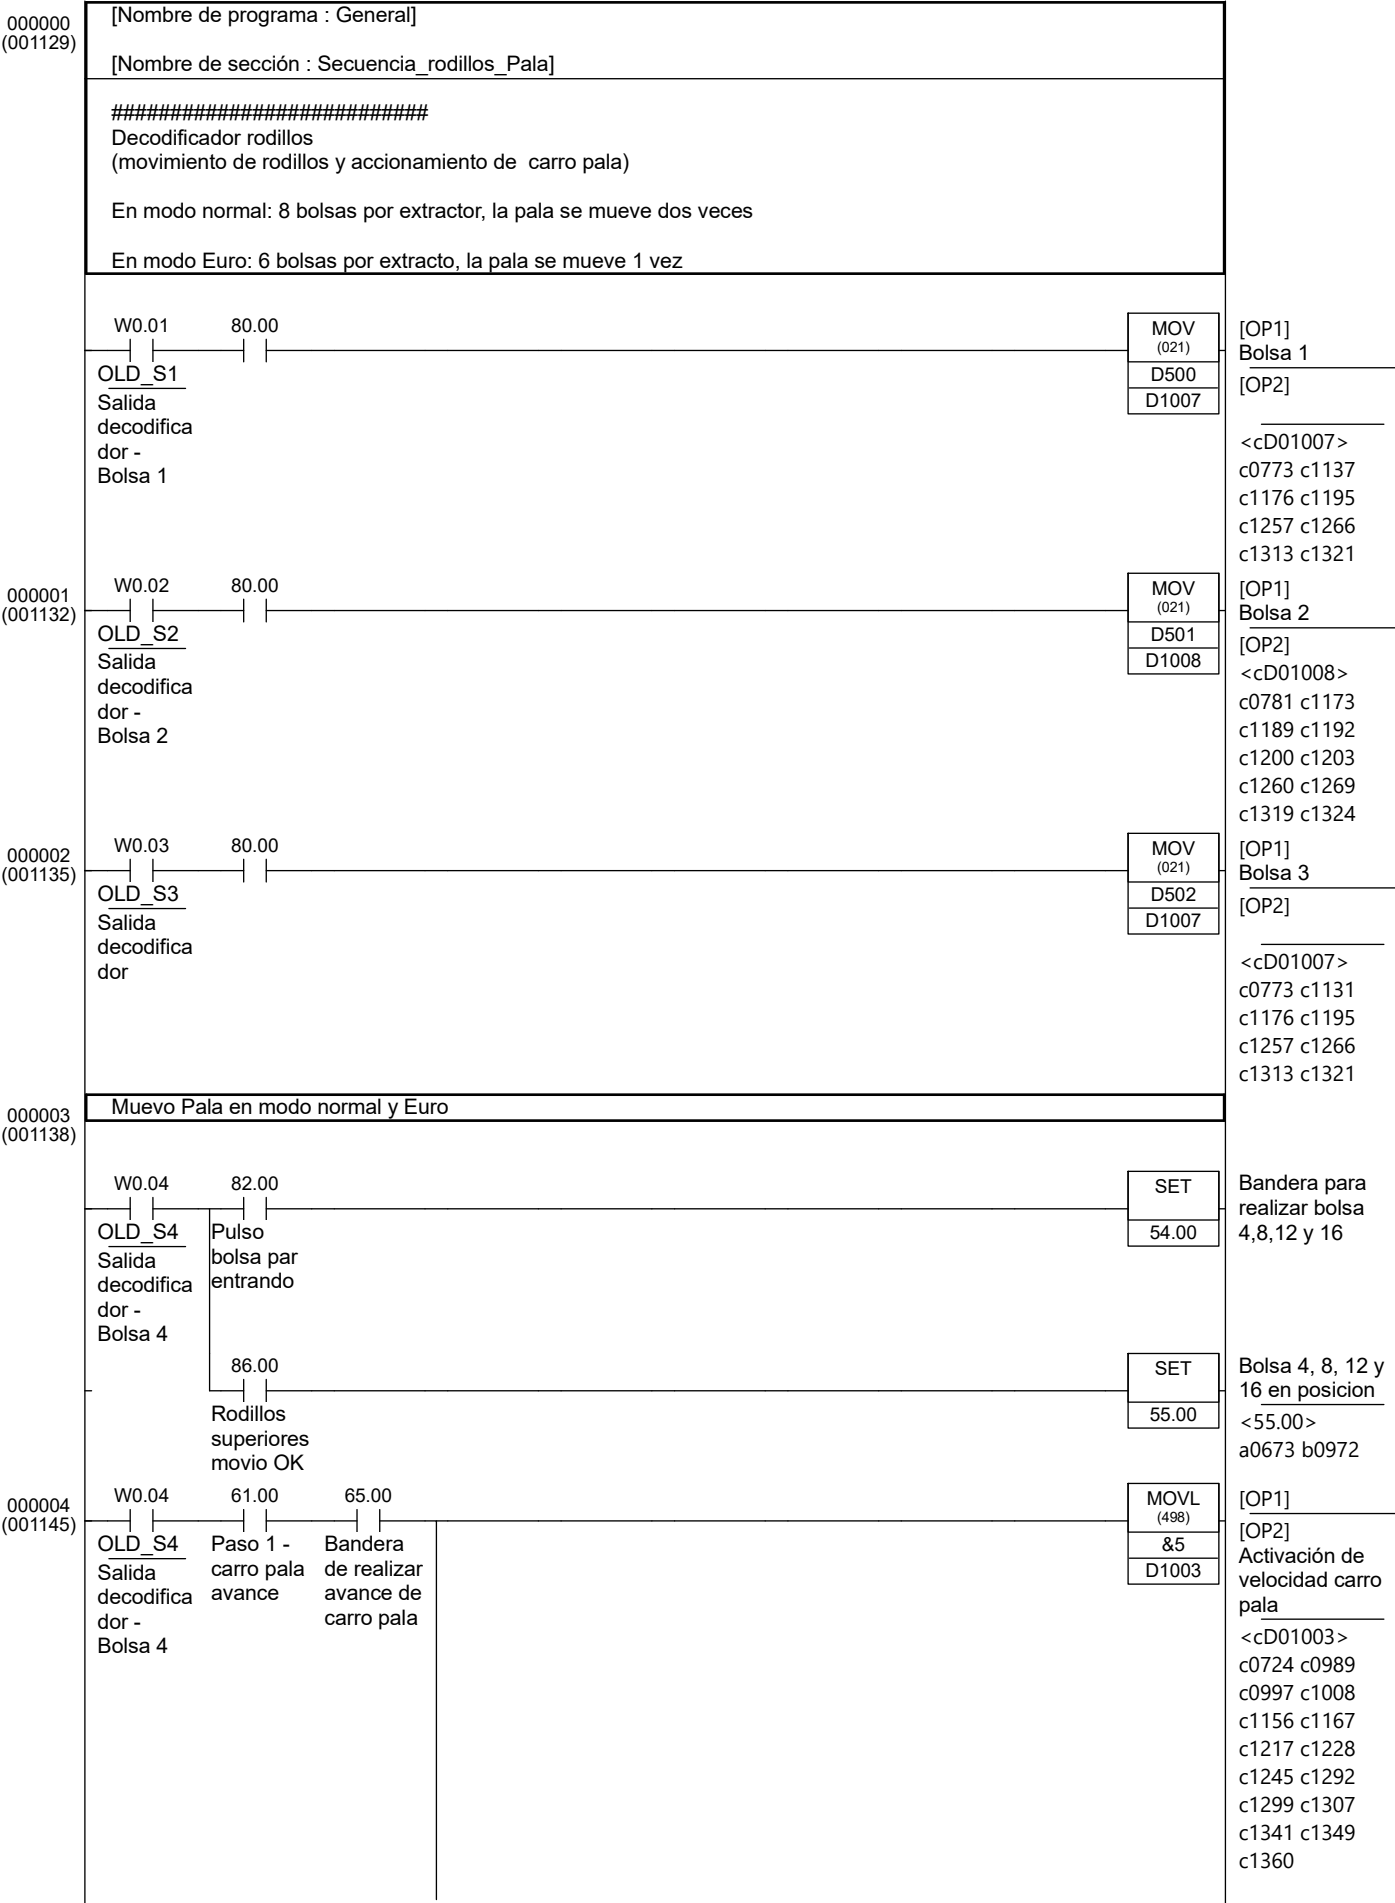 000000
(001129)
[Nombre de programa : General]
[Nombre de sección : Secuencia_rodillos_Pala]
###########################
Decodificador rodillos
(movimiento de rodillos y accionamiento de  carro pala)
En modo normal: 8 bolsas por extractor, la pala se mueve dos veces
En modo Euro: 6 bolsas por extracto, la pala se mueve 1 vez
W0.01
80.00
OLD_S1
Salida
decodifica
dor -
Bolsa 1
MOV
(021)
D500
D1007
[OP1]
Bolsa 1
[OP2]
<cD01007>
c0773 c1137
c1176 c1195
c1257 c1266
c1313 c1321
000001
(001132)
W0.02
80.00
OLD_S2
Salida
decodifica
dor -
Bolsa 2
MOV
(021)
D501
D1008
[OP1]
Bolsa 2
[OP2]
<cD01008>
c0781 c1173
c1189 c1192
c1200 c1203
c1260 c1269
c1319 c1324
000002
(001135)
W0.03
80.00
OLD_S3
Salida
decodifica
dor
MOV
(021)
D502
D1007
[OP1]
Bolsa 3
[OP2]
<cD01007>
c0773 c1131
c1176 c1195
c1257 c1266
c1313 c1321
000003
(001138)
Muevo Pala en modo normal y Euro
W0.04
82.00
OLD_S4
Salida
decodifica
dor -
Bolsa 4
Pulso
bolsa par
entrando
SET
54.00
Bandera para
realizar bolsa
4,8,12 y 16
86.00
Rodillos
superiores
movio OK
SET
55.00
Bolsa 4, 8, 12 y
16 en posicion
<55.00>
a0673 b0972
000004
(001145)
W0.04
61.00
65.00
OLD_S4
Salida
decodifica
dor -
Bolsa 4
Paso 1 -
carro pala
avance
Bandera
de realizar
avance de
carro pala
MOVL
(498)
&5
D1003
[OP1]
[OP2]
Activación de
velocidad carro
pala
<cD01003>
c0724 c0989
c0997 c1008
c1156 c1167
c1217 c1228
c1245 c1292
c1299 c1307
c1341 c1349
c1360